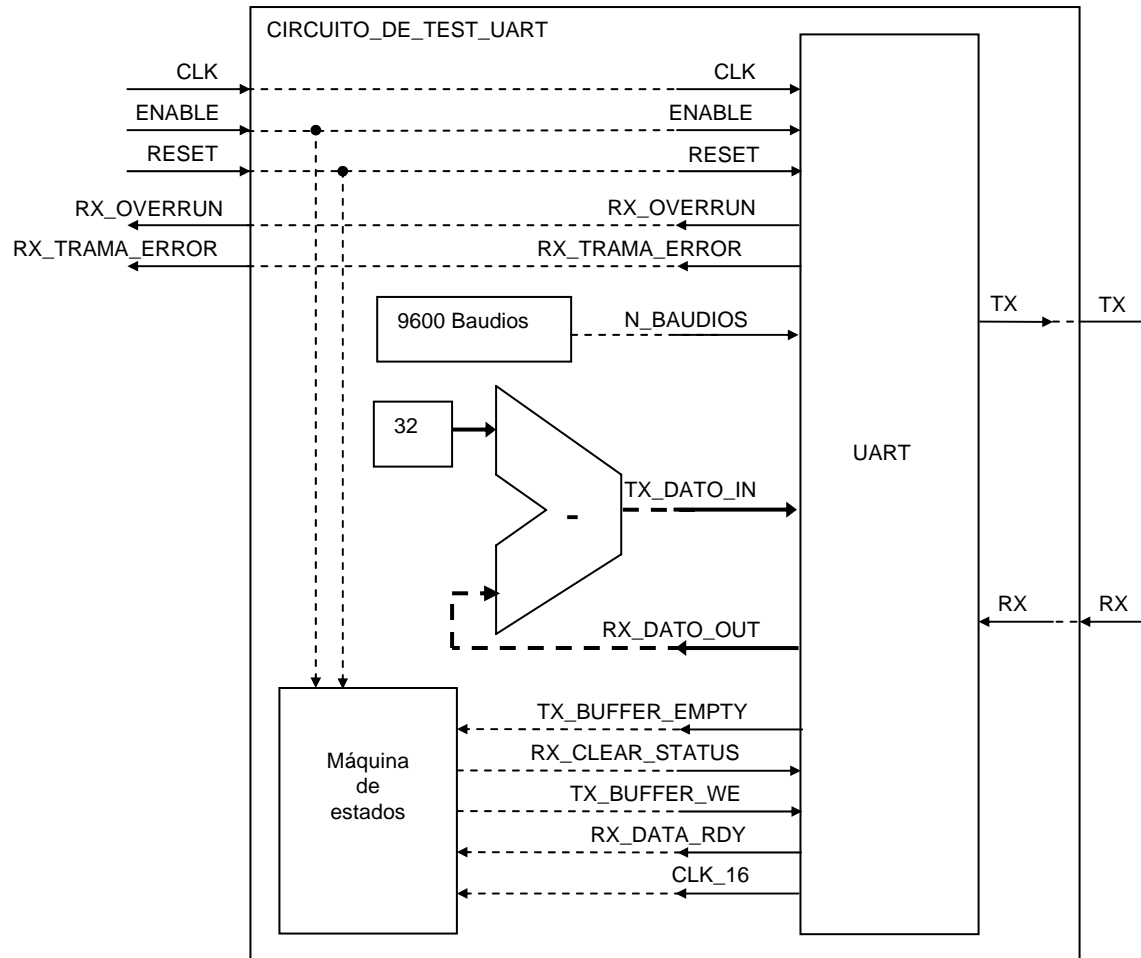 CIRCUITO_DE_TEST_UART
CLK CLK
ENABLE ENABLE
RESET RESET
RX_OVERRUN RX_OVERRUN
RX_TRAMA_ERROR RX_TRAMA_ERROR
9600 Baudios N_BAUDIOS
TX TX
32
UART
TX_DATO_IN
-
RX RX
RX_DATO_OUT
TX_BUFFER_EMPTY
RX_CLEAR_STATUS
TX_BUFFER_WE
RX_DATA_RDY
CLK_16
Máquina
de
estados